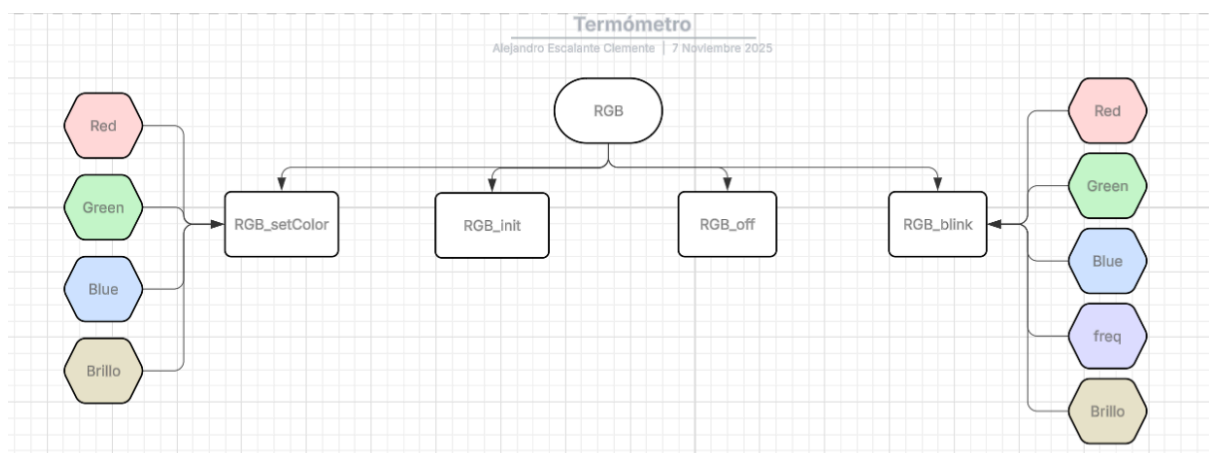 Termómetro
Alejandro Escalante Clemente | 7 Noviembre 2025
RGB
Red
Green
Blue
Brillo
RGB_setColor
RGB_init
RGB_off
RGB_blink
Red
Green
Blue
freq
Brillo